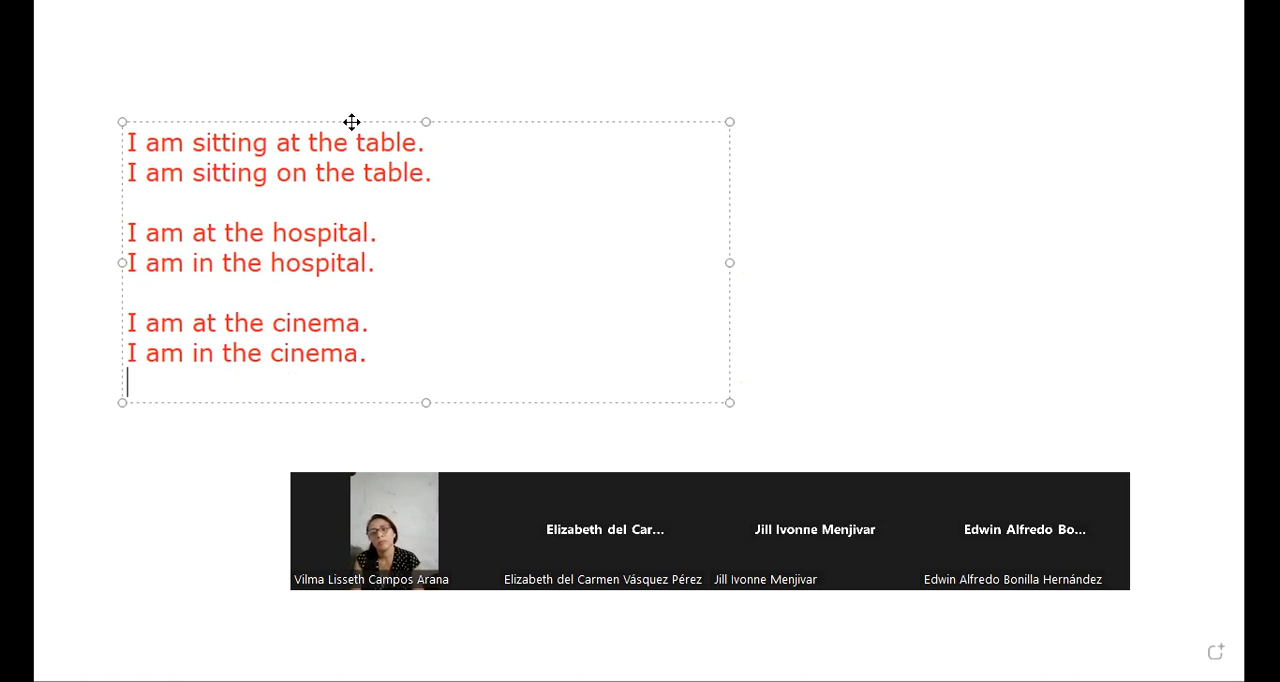 I am sitting at the table.
I am sitting on the table.
I am at the hospital.
I am in the hospital.
I am at the cinema.
I am in the cinema.
Elizabeth del Car...
Jill Ivonne Menjivar
Edwin Alfredo Bo...
Vilma Lisseth Campos Arana
Elizabeth del Carmen Vásquez Pérez
Jill Ivonne Menjivar
Edwin Alfredo Bonilla Hernández